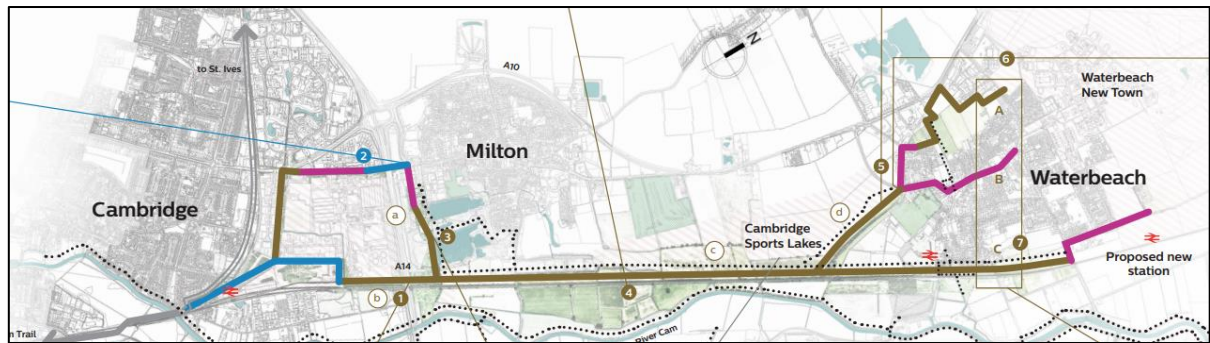 to St. Ives
A10
N
6
Waterbeach
New Town
A
2
Milton
5
B
Waterbeach
Cambridge
a
d
3
Cambridge
Sports Lakes
c
C
7
A14
Proposed new
station
b
1
4
River Cam
n Trail